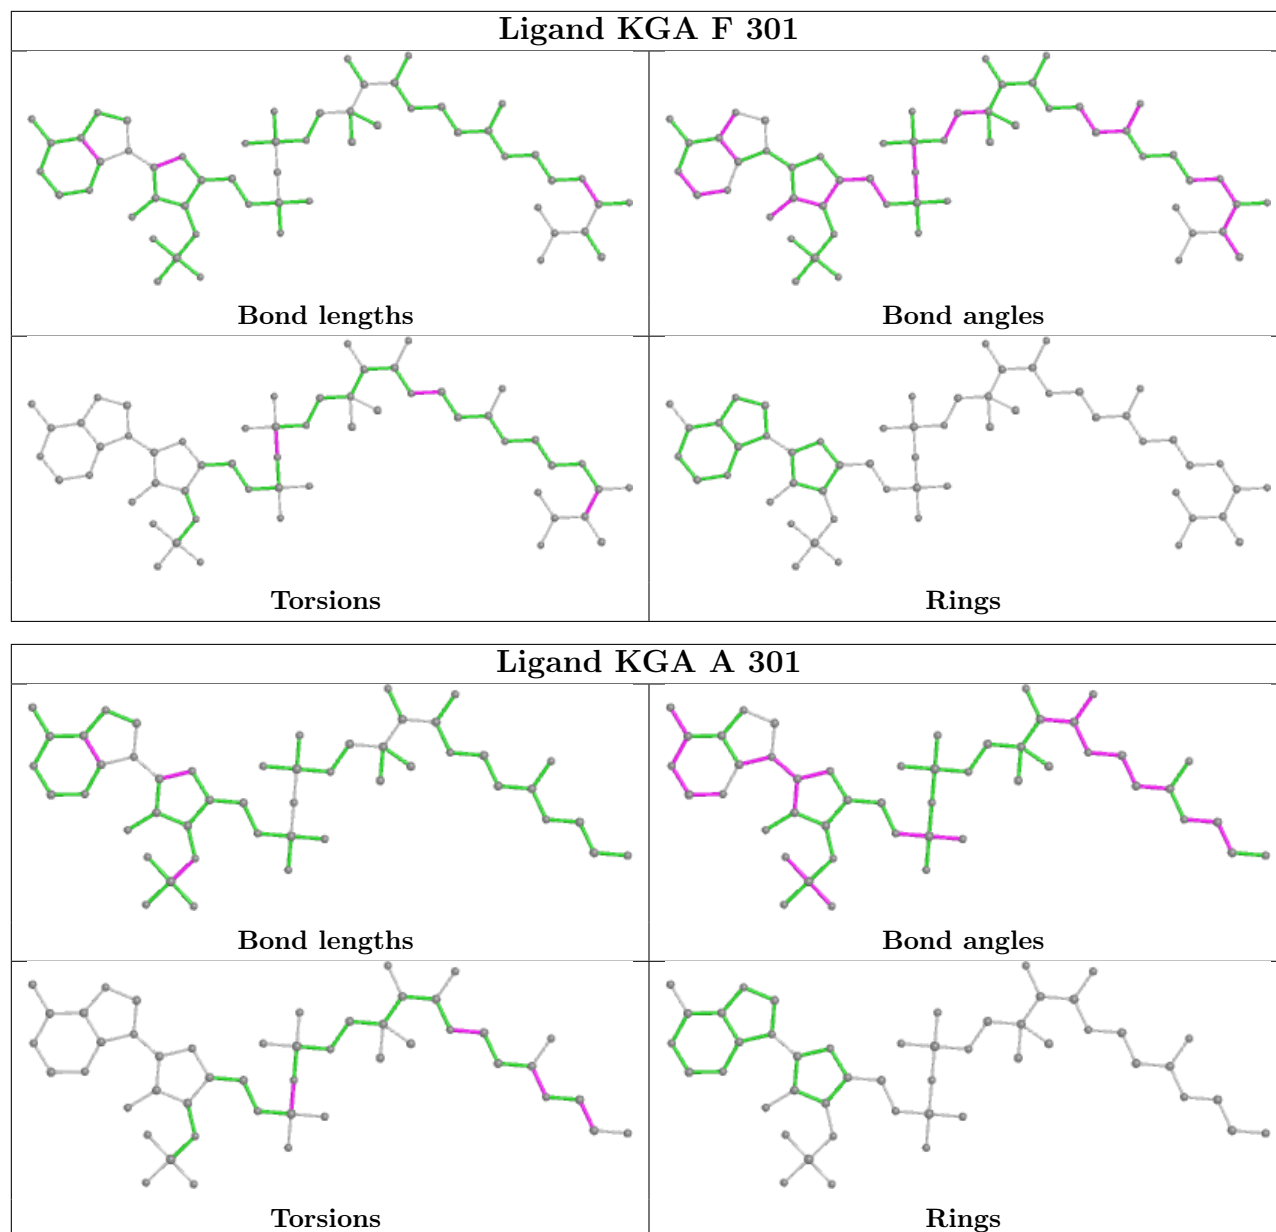 Ligand KGA F 301
Bond lengths
Bond angles
Torsions
Rings
Ligand KGA A 301
Bond lengths
Bond angles
Torsions
Rings